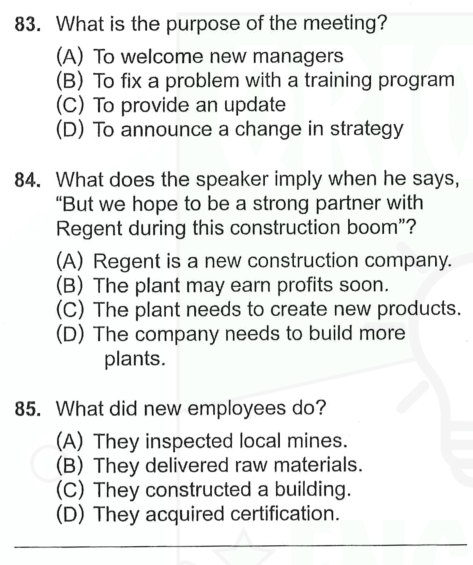 83. What is the purpose of the meeting?
(A) To welcome new managers
(B) To fix a problem with a training program
(C) To provide an update
(D) To announce a change in strategy
84. What does the speaker imply when he says,
“But we hope to be a strong partner with
Regent during this construction boom”?
(A) Regent is a new construction company.
(B) The plant may earn profits soon.
(C) The plant needs to create new products.
(D) The company needs to build more
plants.
85. What did new employees do?
(A) They inspected local mines.
(B) They delivered raw materials.
(C) They constructed a building.
(D) They acquired certification.